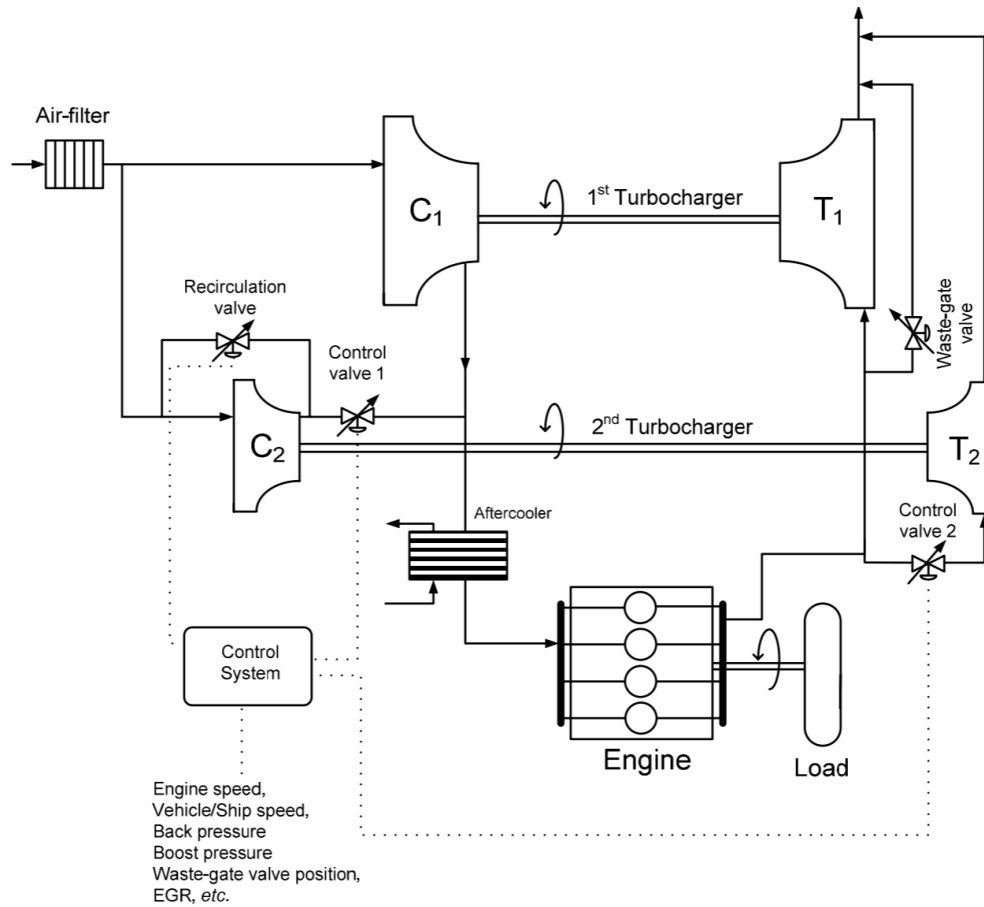 Air-filter
C1
1st Turbocharger
T1
Recirculation
valve
Control
valve 1
Waste-gate
valve
C2
2nd Turbocharger
T2
Aftercooler
Control
valve 2
Control
System
Engine
Load
Engine speed,
Vehicle/Ship speed,
Back pressure
Boost pressure
Waste-gate valve position,
EGR, etc.